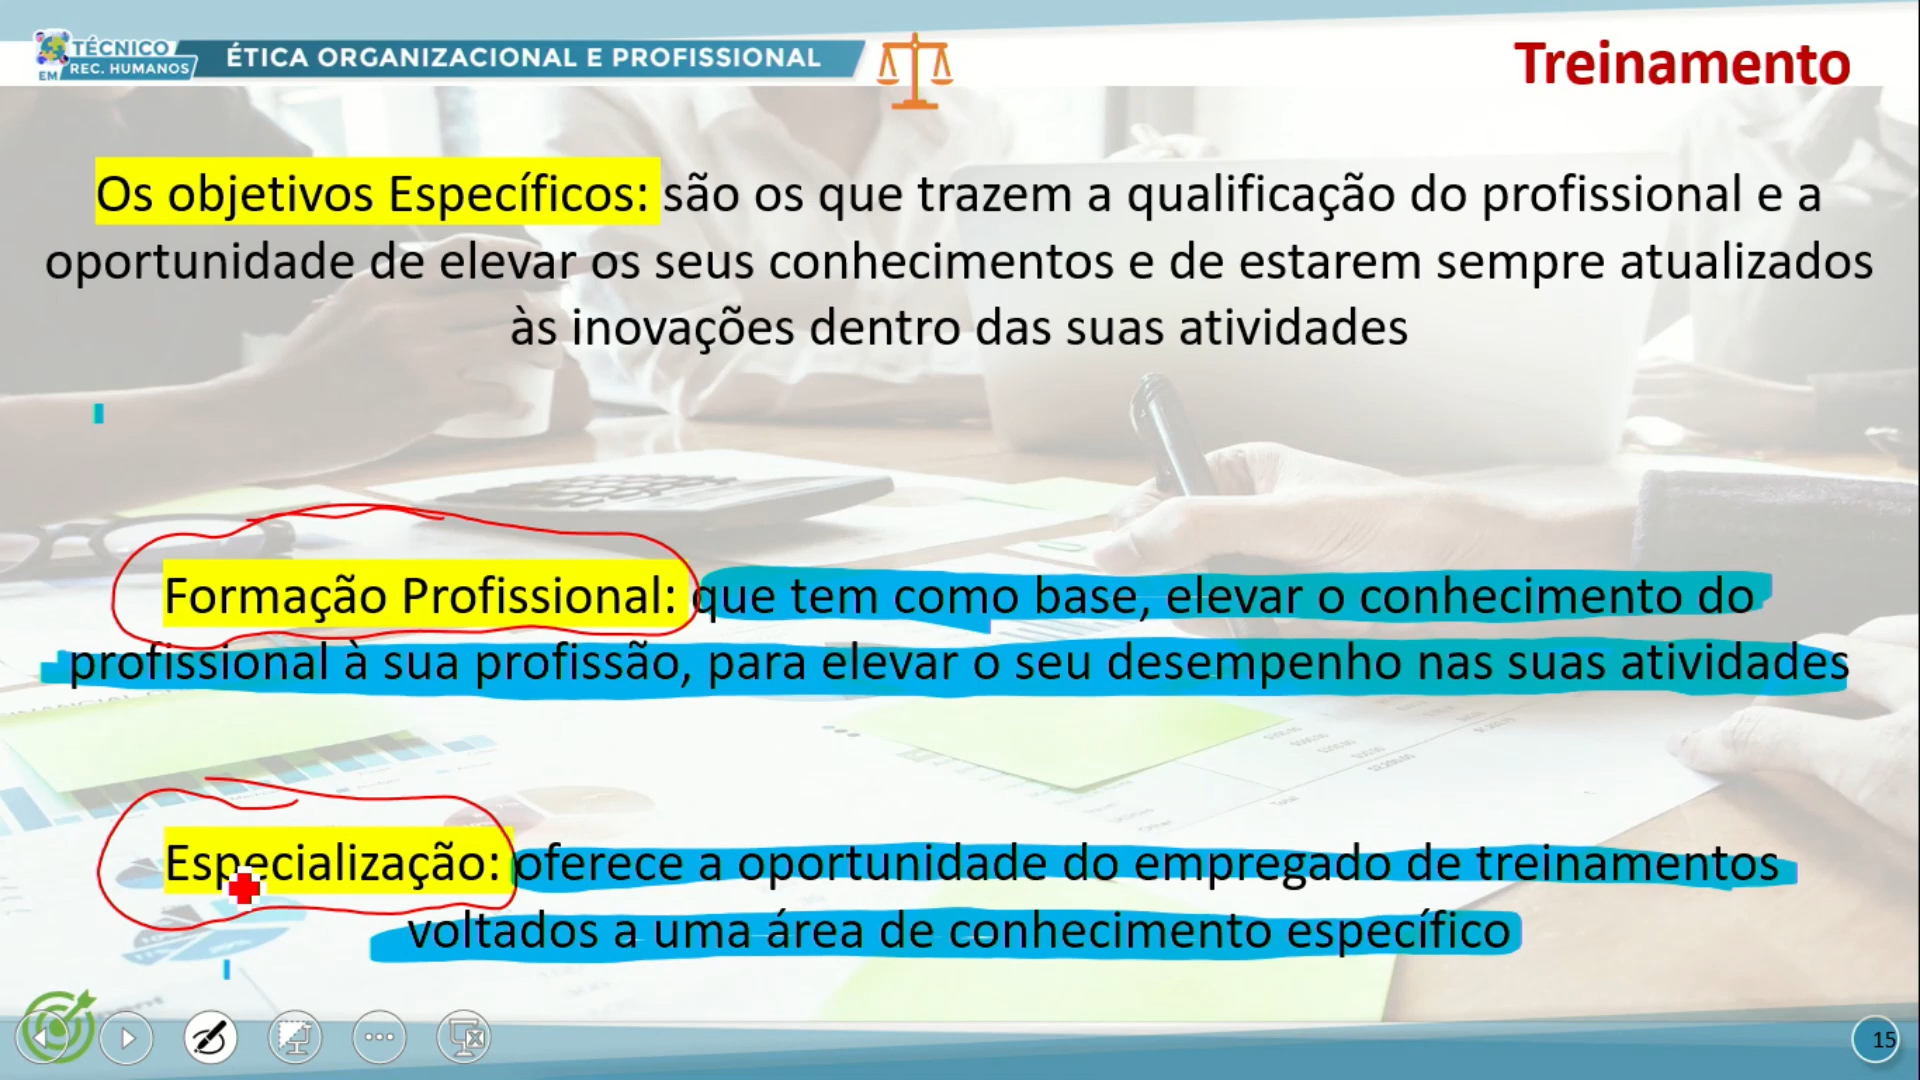 TÉCNICO
EM REC. HUMANOS
ÉTICA ORGANIZACIONAL E PROFISSIONAL
Treinamento
Os objetivos Específicos: são os que trazem a qualificação do profissional e a
oportunidade de elevar os seus conhecimentos e de estarem sempre atualizados
às inovações dentro das suas atividades
Formação Profissional: que tem como base, elevar o conhecimento do
profissional à sua profissão, para elevar o seu desempenho nas suas atividades
Especialização: oferece a oportunidade do empregado de treinamentos
voltados a uma área de conhecimento específico
15